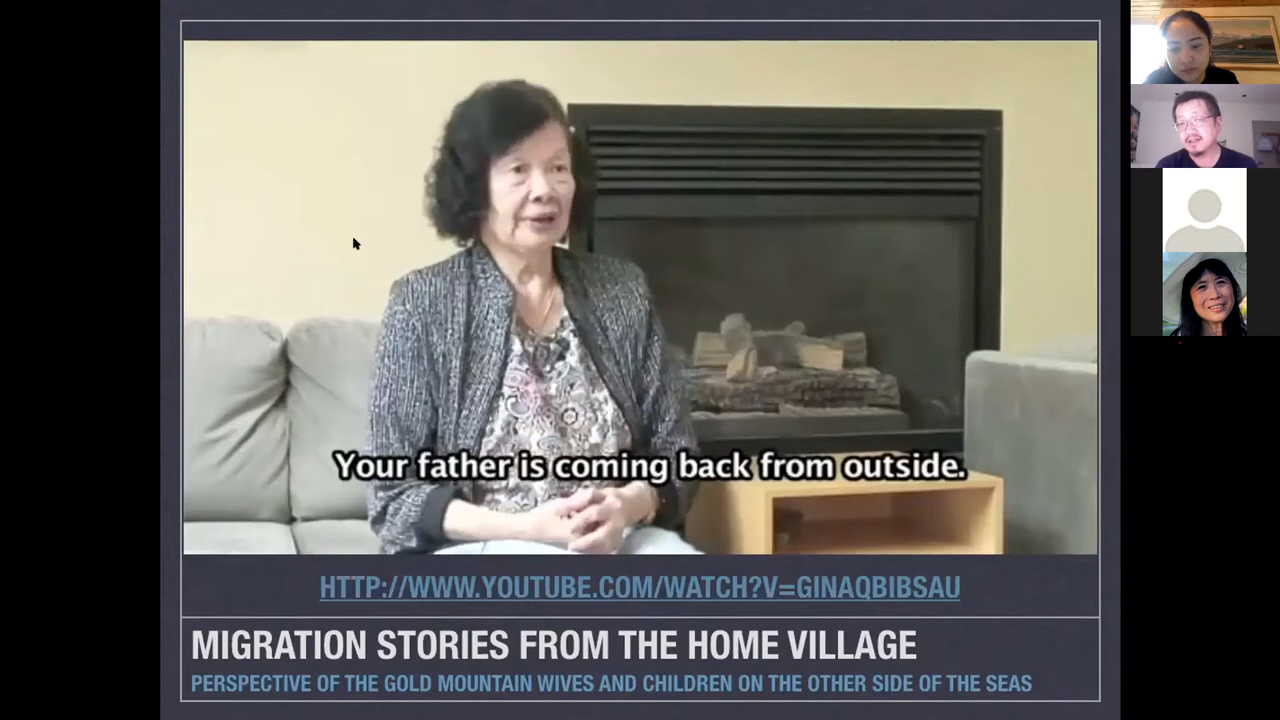 Your father is coming back from outside.
HTTP://WWW.YOUTUBE.COM/WATCH?V=GINAQBIBSAU
MIGRATION STORIES FROM THE HOME VILLAGE
PERSPECTIVE OF THE GOLD MOUNTAIN WIVES AND CHILDREN ON THE OTHER SIDE OF THE SEAS